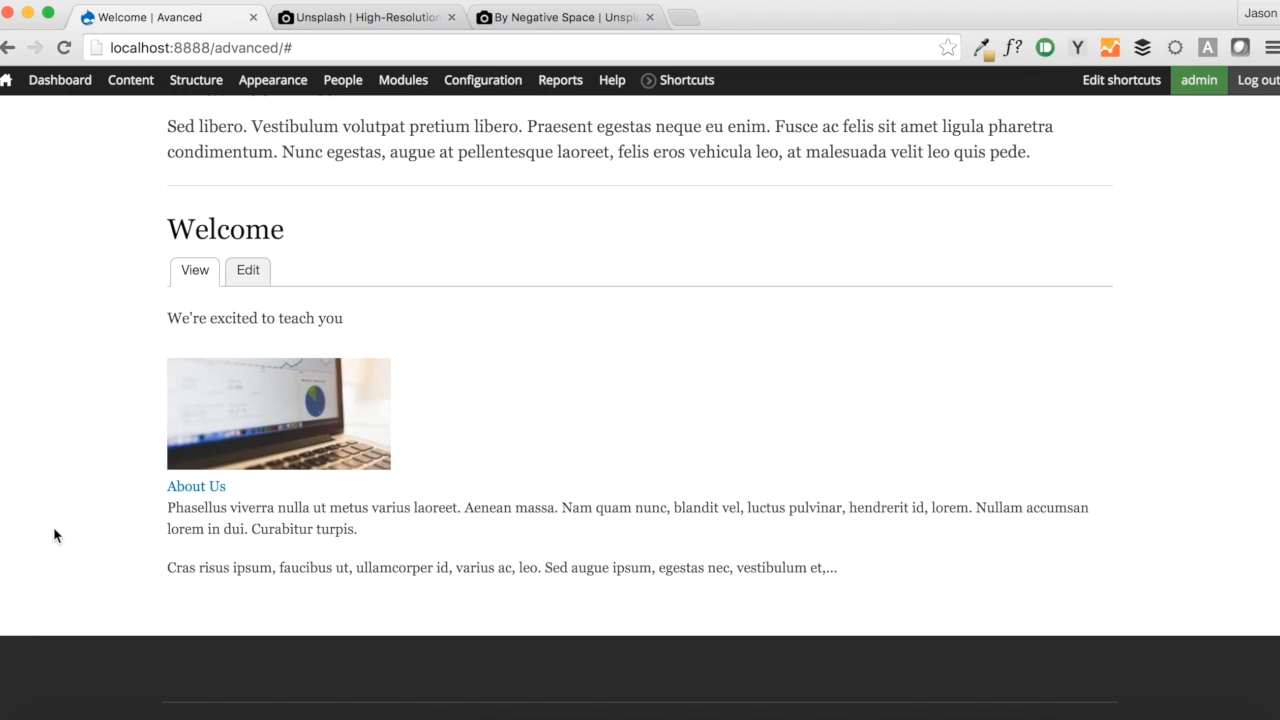 Welcome | Avanced
Unsplash | High-Resolution
By Negative Space | Unspl
Jason
localhost:8888/advanced/#
f?
Y
A
Dashboard Content Structure Appearance People Modules Configuration Reports Help Shortcuts Edit shortcuts admin Log out
Sed libero. Vestibulum volutpat pretium libero. Praesent egestas neque eu enim. Fusce ac felis sit amet ligula pharetra
condimentum. Nunc egestas, augue at pellentesque laoreet, felis eros vehicula leo, at malesuada velit leo quis pede.
Welcome
View Edit
We're excited to teach you
About Us
Phasellus viverra nulla ut metus varius laoreet. Aenean massa. Nam quam nunc, blandit vel, luctus pulvinar, hendrerit id, lorem. Nullam accumsan
lorem in dui. Curabitur turpis.
Cras risus ipsum, faucibus ut, ullamcorper id, varius ac, leo. Sed augue ipsum, egestas nec, vestibulum et,...